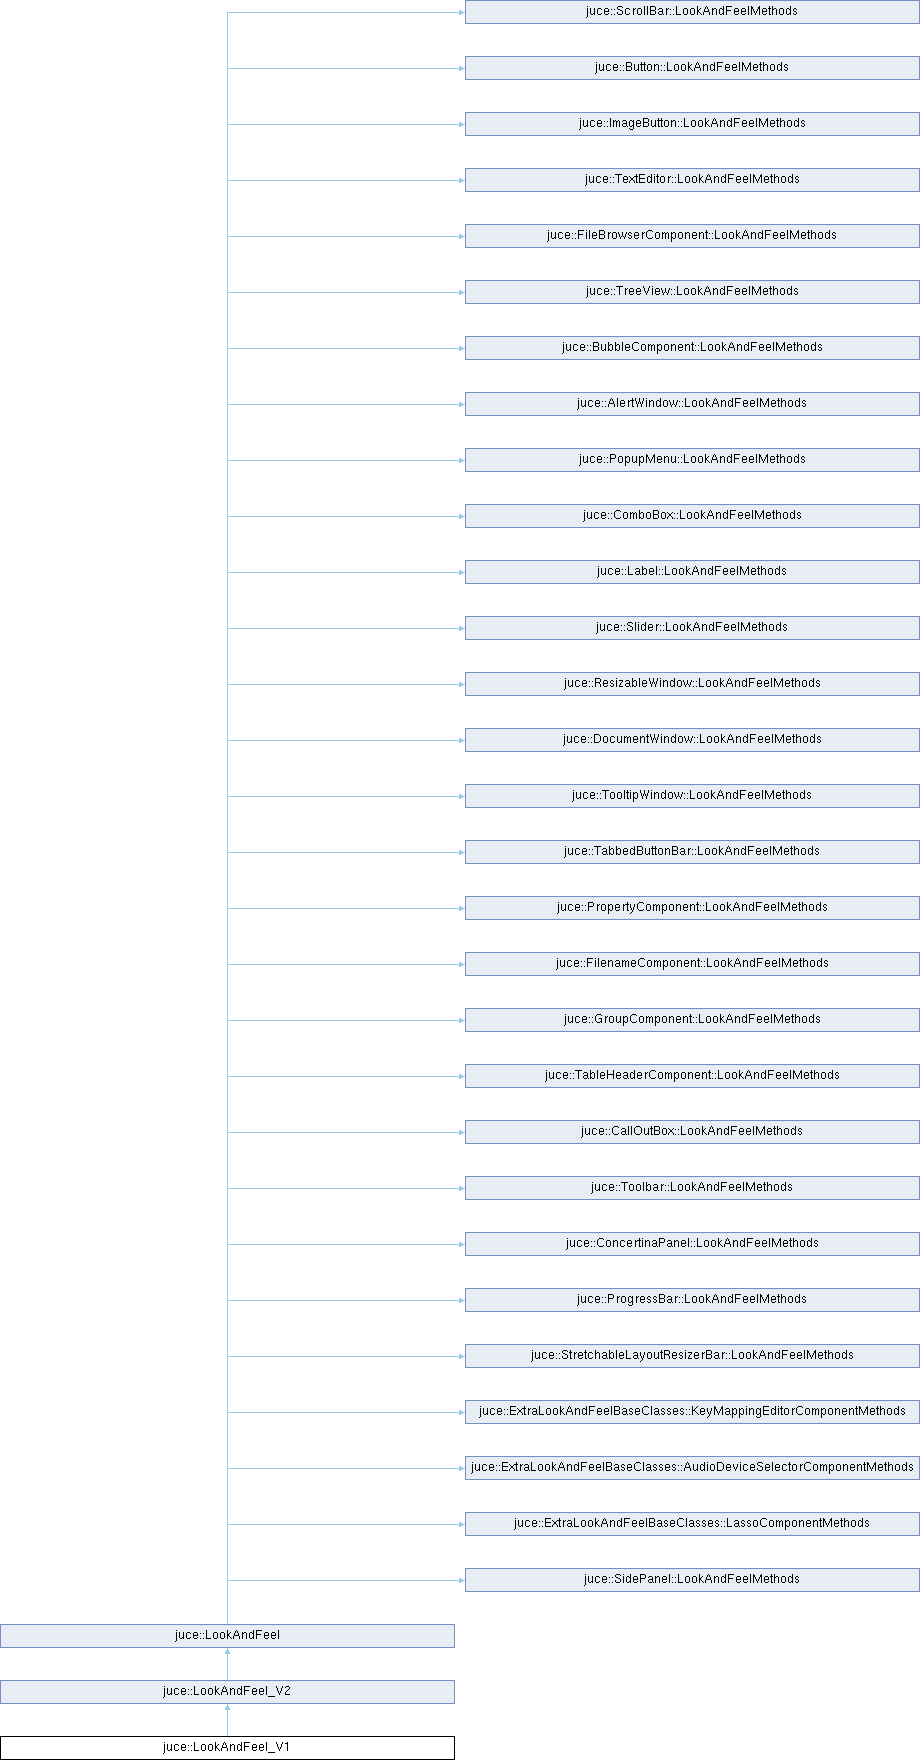 juce::ScrollBar::LookAndFeelMethods
juce::Button::LookAndFeelMethods
juce::ImageButton::LookAndFeelMethods
juce::TextEditor::LookAndFeelMethods
juce::FileBrowserComponent::LookAndFeelMethods
juce::TreeView::LookAndFeelMethods
juce::BubbleComponent::LookAndFeelMethods
juce::AlertWindow::LookAndFeelMethods
juce::PopupMenu::LookAndFeelMethods
juce::ComboBox::LookAndFeelMethods
juce::Label::LookAndFeelMethods
juce::Slider::LookAndFeelMethods
juce::ResizableWindow::LookAndFeelMethods
juce::DocumentWindow::LookAndFeelMethods
juce::TooltipWindow::LookAndFeelMethods
juce::TabbedButtonBar::LookAndFeelMethods
juce::PropertyComponent::LookAndFeelMethods
juce::FilenameComponent::LookAndFeelMethods
juce::GroupComponent::LookAndFeelMethods
juce::TableHeaderComponent::LookAndFeelMethods
juce::CallOutBox::LookAndFeelMethods
juce::Toolbar::LookAndFeelMethods
juce::ConcertinaPanel::LookAndFeelMethods
juce::ProgressBar::LookAndFeelMethods
juce::StretchableLayoutResizerBar::LookAndFeelMethods
juce::ExtraLookAndFeelBaseClasses::KeyMappingEditorComponentMethods
juce::ExtraLookAndFeelBaseClasses::AudioDeviceSelectorComponentMethods
juce::ExtraLookAndFeelBaseClasses::LassoComponentMethods
juce::SidePanel::LookAndFeelMethods
juce::LookAndFeel
juce::LookAndFeel_V2
juce::LookAndFeel_V1